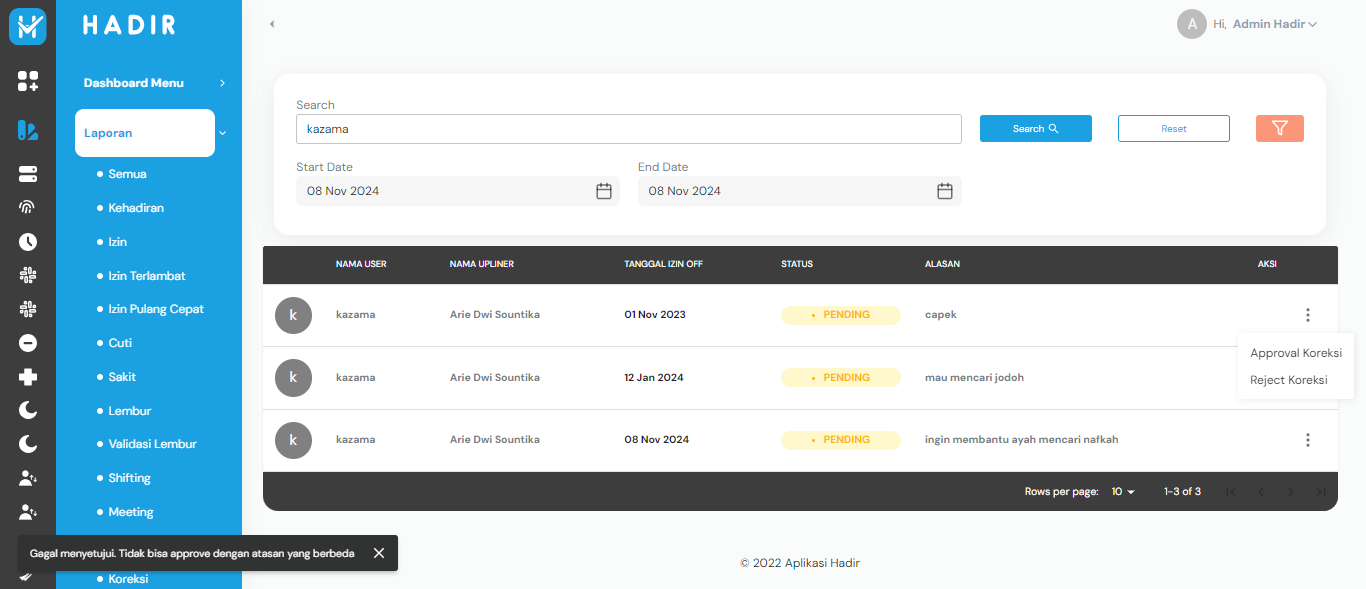 HADIR
A Hi, Admin Hadir
Dashboard Menu
Laporan
Semua
Kehadiran
Izin
Izin Terlambat
Izin Pulang Cepat
Cuti
Sakit
Lembur
Validasi Lembur
Shifting
Meeting
Koreksi
Search
kazama
Search
Reset
Start Date
End Date
08 Nov 2024
08 Nov 2024
NAMA USER NAMA UPLINER TANGGAL IZIN OFF STATUS ALASAN AKSI
k kazama Arie Dwi Sountika 01 Nov 2023 • PENDING capek
Approval Koreksi
Reject Koreksi
k kazama Arie Dwi Sountika 12 Jan 2024 • PENDING mau mencari jodoh
k kazama Arie Dwi Sountika 08 Nov 2024 • PENDING ingin membantu ayah mencari nafkah
Rows per page: 10 1-3 of 3
Gagal menyetujui. Tidak bisa approve dengan atasan yang berbeda
© 2022 Aplikasi Hadir